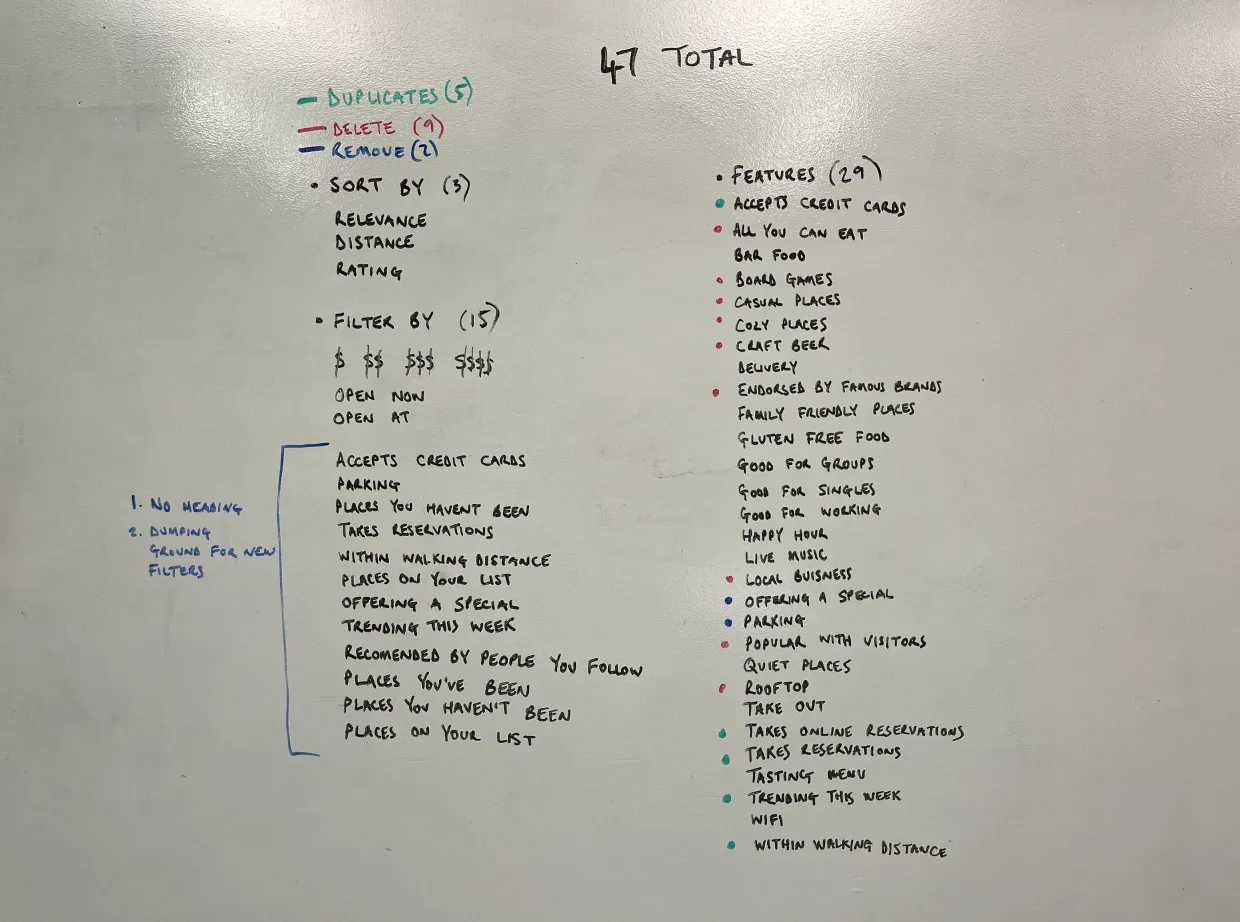 47 TOTAL
DUPLICATES (5)
DELETE (9)
REMOVE (2)
• SORT BY (3)
RELEVANCE
DISTANCE
RATING
• FILTER BY (15)
$ $$ $$$ $$$$
OPEN NOW
OPEN AT
1. NO HEADING
2. DUMPING
GROUND FOR NEW
FILTERS
ACCEPTS CREDIT CARDS
PARKING
PLACES YOU HAVENT BEEN
TAKES RESERVATIONS
WITHIN WALKING DISTANCE
PLACES ON YOUR LIST
OFFERING A SPECIAL
TRENDING THIS WEEK
RECOMENDED BY PEOPLE YOU FOLLOW
PLACES YOU'VE BEEN
PLACES YOU HAVEN'T BEEN
PLACES ON YOUR LIST
• FEATURES (29)
• ACCEPTS CREDIT CARDS
• ALL YOU CAN EAT
BAR FOOD
• BOARD GAMES
• CASUAL PLACES
• COZY PLACES
• CRAFT BEER
DELIVERY
• ENDORSED BY FAMOUS BRANDS
FAMILY FRIENDLY PLACES
GLUTEN FREE FOOD
GOOD FOR GROUPS
GOOD FOR SINGLES
GOOD FOR WORKING
HAPPY HOUR
LIVE MUSIC
• LOCAL BUISNESS
• OFFERING A SPECIAL
• PARKING
• POPULAR WITH VISITORS
QUIET PLACES
• ROOFTOP
TAKE OUT
• TAKES ONLINE RESERVATIONS
• TAKES RESERVATIONS
TASTING MENU
• TRENDING THIS WEEK
WIFI
• WITHIN WALKING DISTANCE